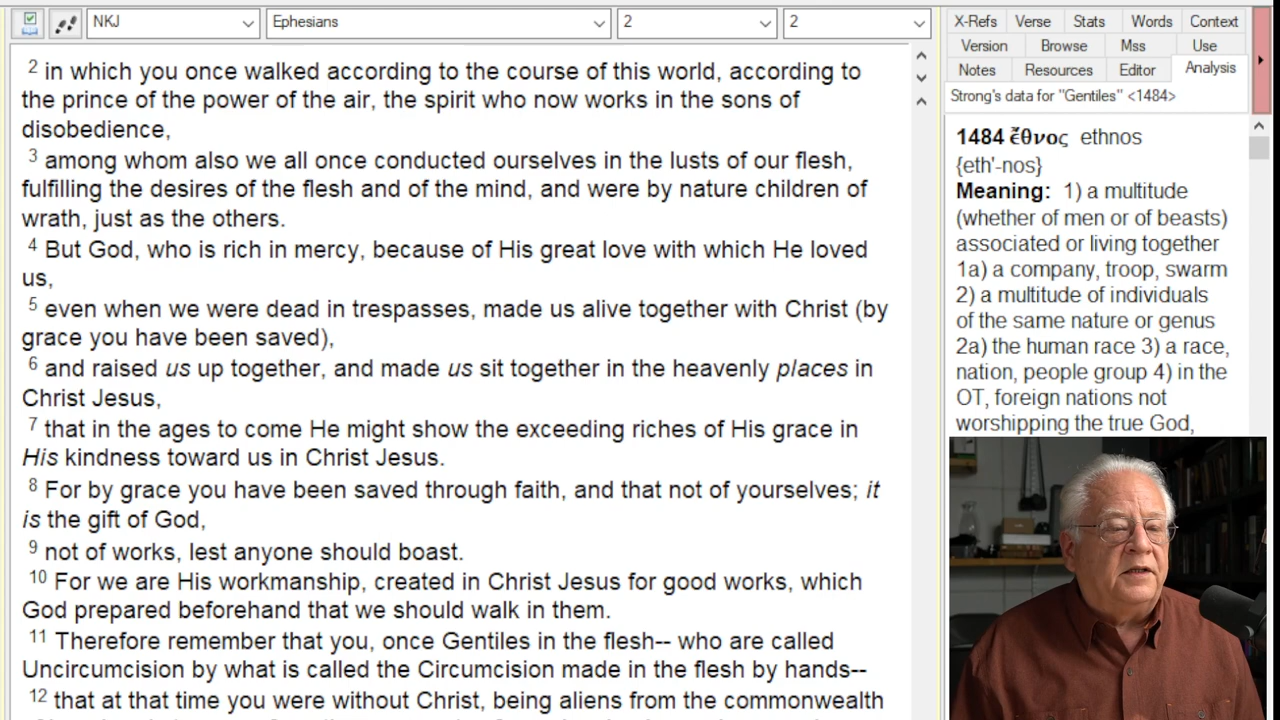 NKJ
Ephesians
2
2
2 in which you once walked according to the course of this world, according to
the prince of the power of the air, the spirit who now works in the sons of
disobedience,
3 among whom also we all once conducted ourselves in the lusts of our flesh,
fulfilling the desires of the flesh and of the mind, and were by nature children of
wrath, just as the others.
4 But God, who is rich in mercy, because of His great love with which He loved
us,
5 even when we were dead in trespasses, made us alive together with Christ (by
grace you have been saved),
6 and raised us up together, and made us sit together in the heavenly places in
Christ Jesus,
7 that in the ages to come He might show the exceeding riches of His grace in
His kindness toward us in Christ Jesus.
8 For by grace you have been saved through faith, and that not of yourselves; it
is the gift of God,
9 not of works, lest anyone should boast.
10 For we are His workmanship, created in Christ Jesus for good works, which
God prepared beforehand that we should walk in them.
11 Therefore remember that you, once Gentiles in the flesh-- who are called
Uncircumcision by what is called the Circumcision made in the flesh by hands--
12 that at that time you were without Christ, being aliens from the commonwealth
X-Refs Verse Stats Words Context
Version Browse Mss Use
Notes Resources Editor Analysis
Strong's data for "Gentiles" <1484>
1484 ἔθνος ethnos
{eth'-nos}
Meaning: 1) a multitude
(whether of men or of beasts)
associated or living together
1a) a company, troop, swarm
2) a multitude of individuals
of the same nature or genus
2a) the human race 3) a race,
nation, people group 4) in the
OT, foreign nations not
worshipping the true God,